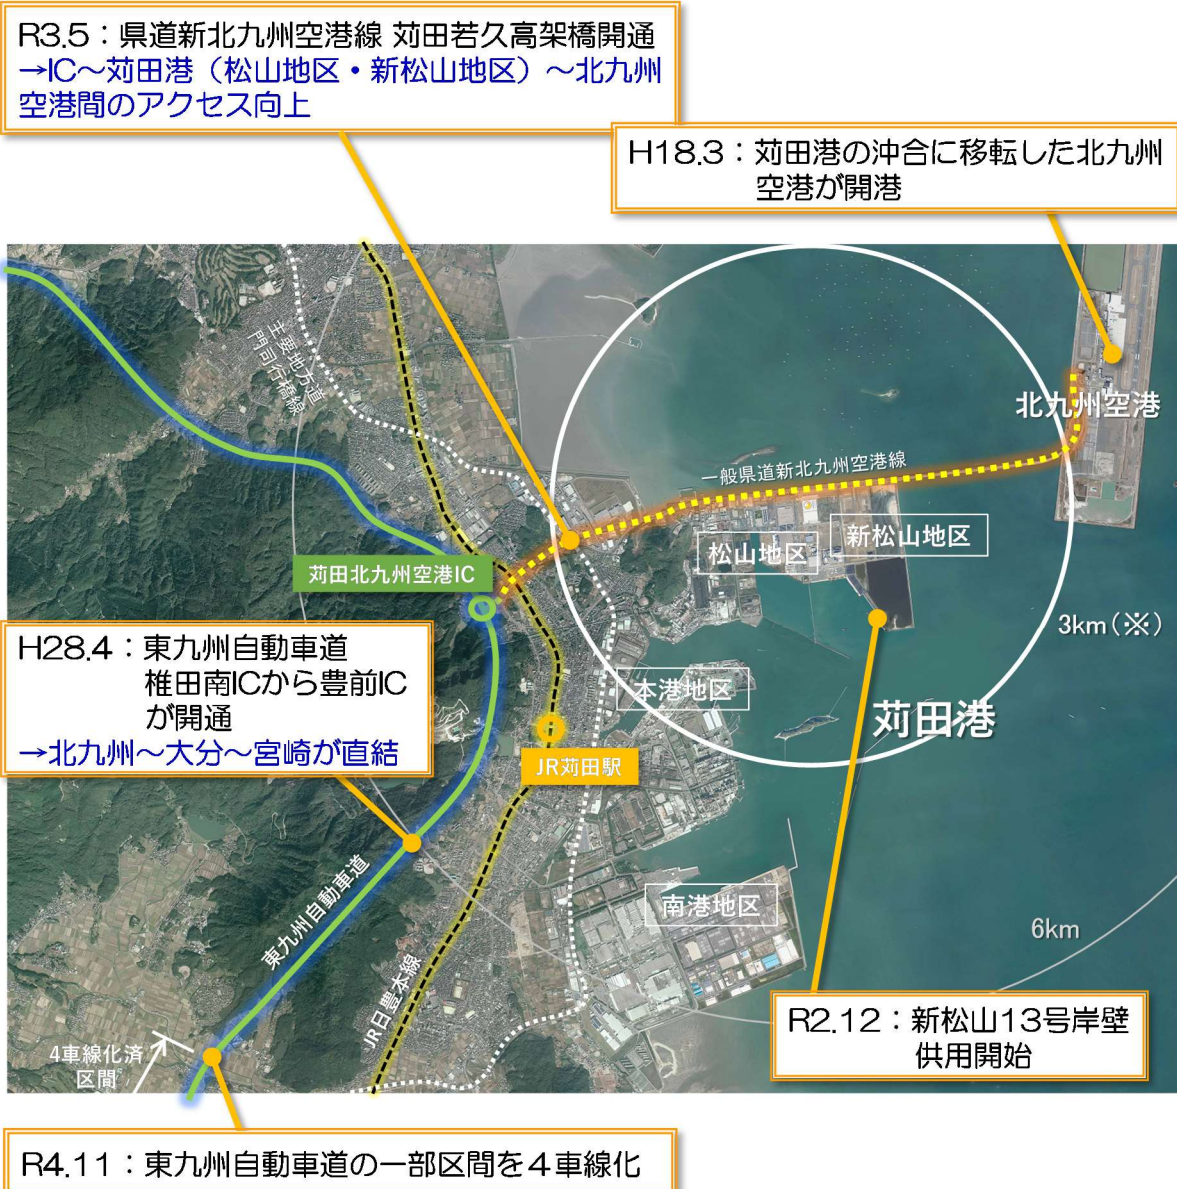 R3.5：県道新北九州空港線 苅田若久高架橋開通
→IC～苅田港（松山地区・新松山地区）～北九州
空港間のアクセス向上
H18.3：苅田港の沖合に移転した北九州
空港が開港
主要地方道
門司行橋線
北九州空港
一般県道新北九州空港線
新松山地区
松山地区
苅田北九州空港IC
3km（※）
H28.4：東九州自動車道
椎田南ICから豊前IC
が開通
→北九州～大分～宮崎が直結
本港地区
苅田港
JR苅田駅
東九州自動車道
南港地区
6km
JR日豊本線
R2.12：新松山13号岸壁
供用開始
4車線化済
区間
R4.11：東九州自動車道の一部区間を４車線化